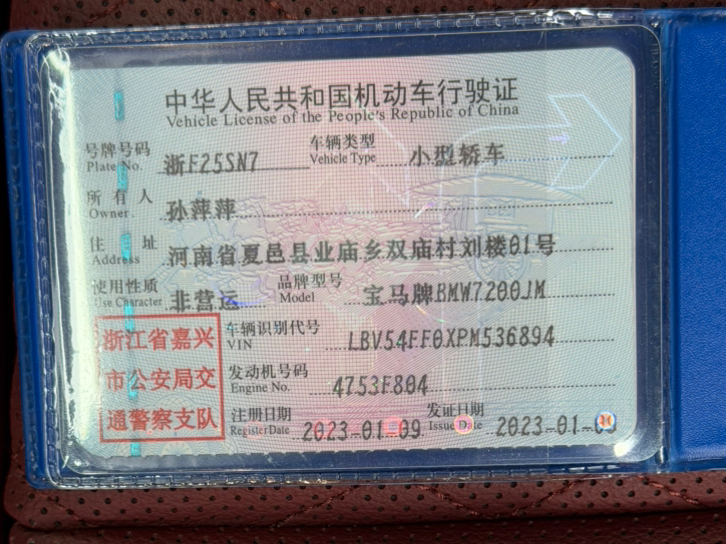 中华人民共和国机动车行驶证
Vehicle License of the People's Republic of China
号牌号码 浙F25SN7 车辆类型 小型轿车
Plate No. Vehicle Type
所有人 孙萍萍
Owner
住址 河南省夏邑县业庙乡双庙村刘楼01号
Address
使用性质 非营运 品牌型号 宝马牌BMW7200JM
Use Character Model
浙江省嘉兴
市公安局交
通警察支队
车辆识别代号 LBV54FF0XPM536894
VIN
发动机号码 4753F804
Engine No.
注册日期 2023-01-09 发证日期 2023-01-
Register Date Issue Date